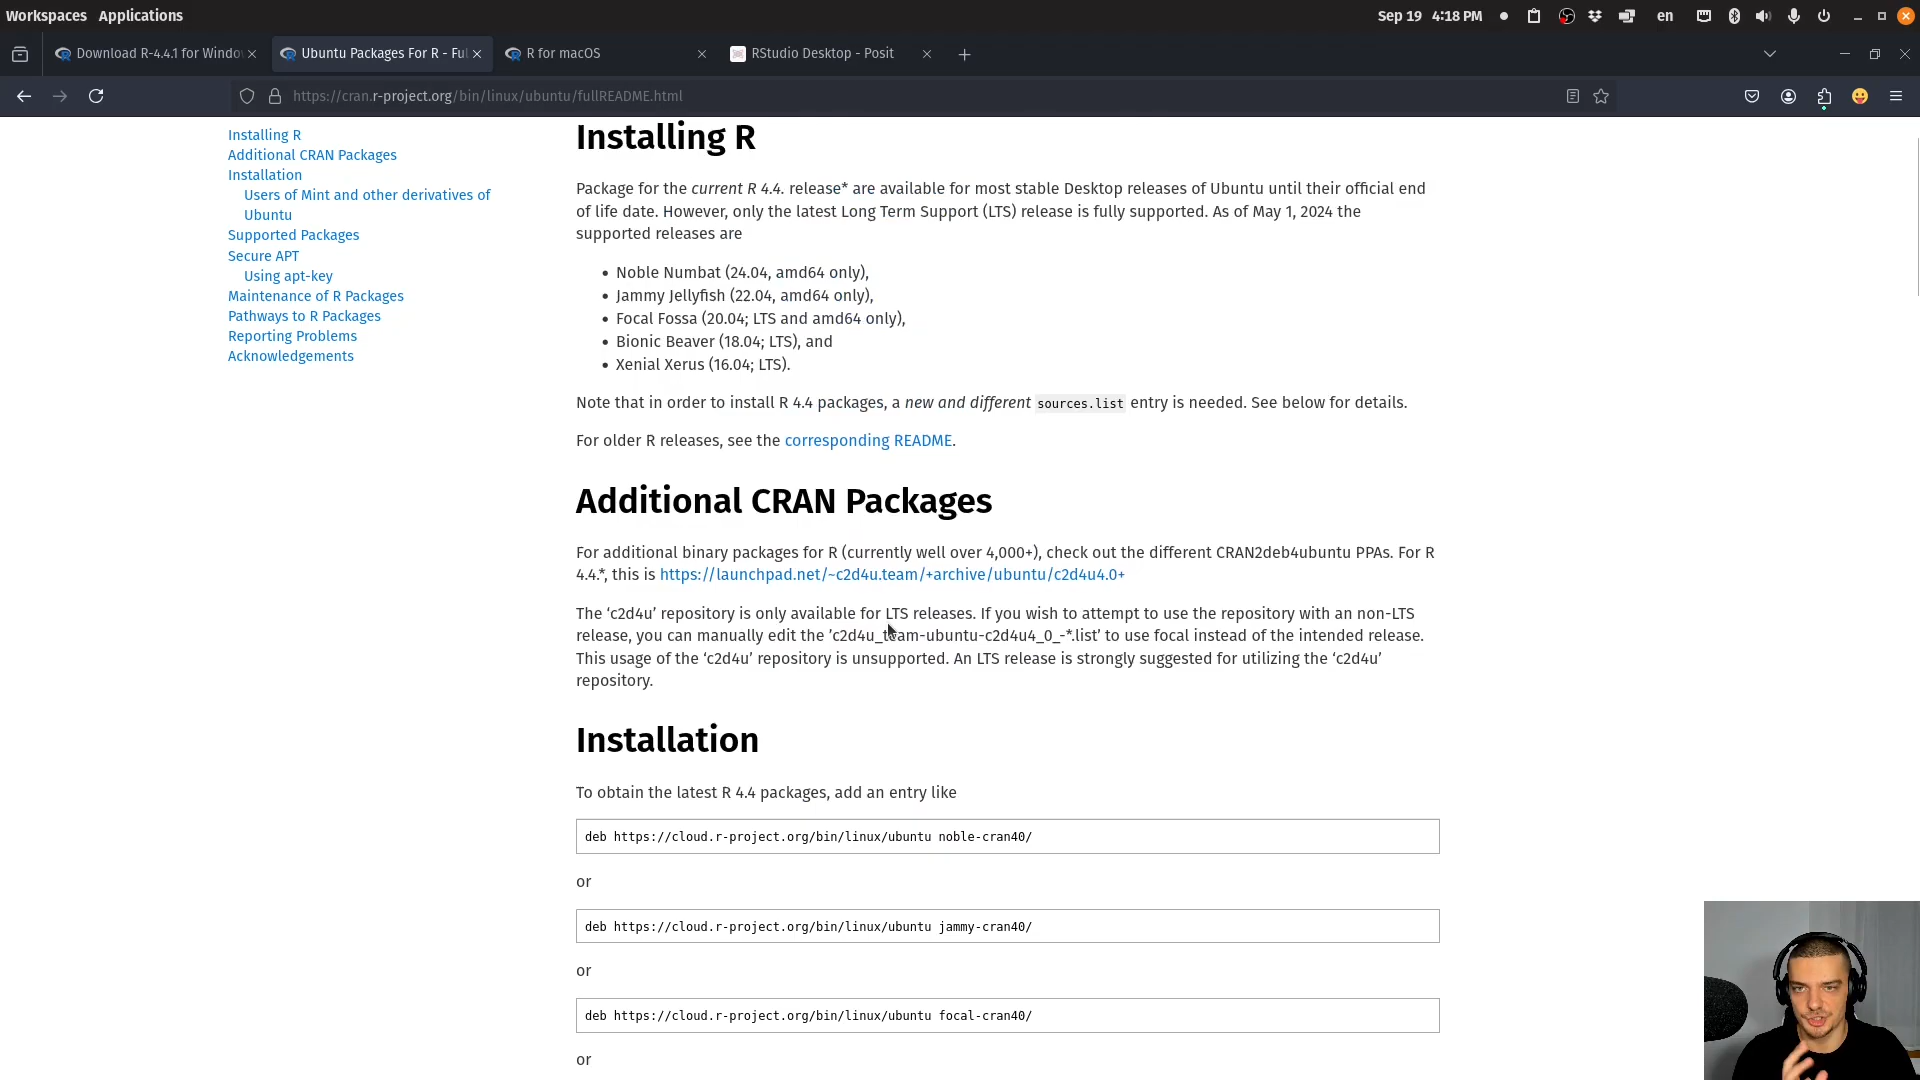 Workspaces Applications
Sep 19 4:18 PM
en
Download R-4.4.1 for Windo
Ubuntu Packages For R - Ful
R for macOS
RStudio Desktop - Posit
https://cran.r-project.org/bin/linux/ubuntu/fullREADME.html
Installing R
Additional CRAN Packages
Installation
Users of Mint and other derivatives of
Ubuntu
Supported Packages
Secure APT
Using apt-key
Maintenance of R Packages
Pathways to R Packages
Reporting Problems
Acknowledgements
Installing R
Package for the current R 4.4. release* are available for most stable Desktop releases of Ubuntu until their official end
of life date. However, only the latest Long Term Support (LTS) release is fully supported. As of May 1, 2024 the
supported releases are
• Noble Numbat (24.04, amd64 only),
• Jammy Jellyfish (22.04, amd64 only),
• Focal Fossa (20.04; LTS and amd64 only),
• Bionic Beaver (18.04; LTS), and
• Xenial Xerus (16.04; LTS).
Note that in order to install R 4.4 packages, a new and different sources.list entry is needed. See below for details.
For older R releases, see the corresponding README.
Additional CRAN Packages
For additional binary packages for R (currently well over 4,000+), check out the different CRAN2deb4ubuntu PPAs. For R
4.4.*, this is https://launchpad.net/~c2d4u.team/+archive/ubuntu/c2d4u4.0+
The ‘c2d4u’ repository is only available for LTS releases. If you wish to attempt to use the repository with an non-LTS
release, you can manually edit the ’c2d4u_team-ubuntu-c2d4u4_0_-*.list’ to use focal instead of the intended release.
This usage of the ‘c2d4u’ repository is unsupported. An LTS release is strongly suggested for utilizing the ‘c2d4u’
repository.
Installation
To obtain the latest R 4.4 packages, add an entry like
deb https://cloud.r-project.org/bin/linux/ubuntu noble-cran40/
or
deb https://cloud.r-project.org/bin/linux/ubuntu jammy-cran40/
or
deb https://cloud.r-project.org/bin/linux/ubuntu focal-cran40/
or